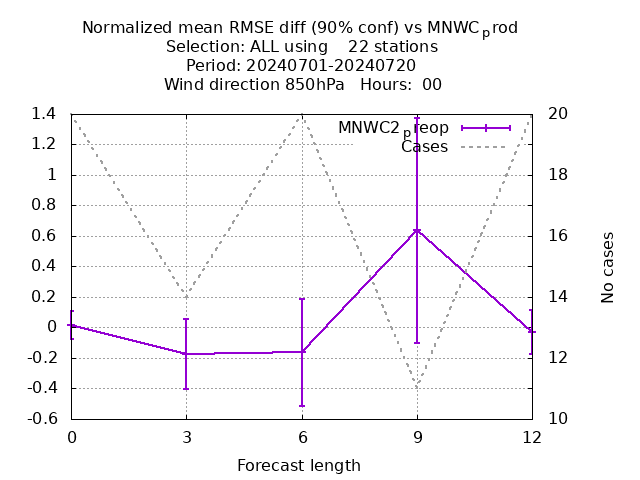 Normalized mean RMSE diff (90% conf) vs MNWCprod
Selection: ALL using    22 stations
Period: 20240701-20240720
Wind direction 850hPa   Hours:  00
MNWC2preop
Cases
1.4
1.2
1
0.8
0.6
0.4
0.2
0
-0.2
-0.4
-0.6
20
18
16
14
12
10
No cases
0 3 6 9 12
Forecast length